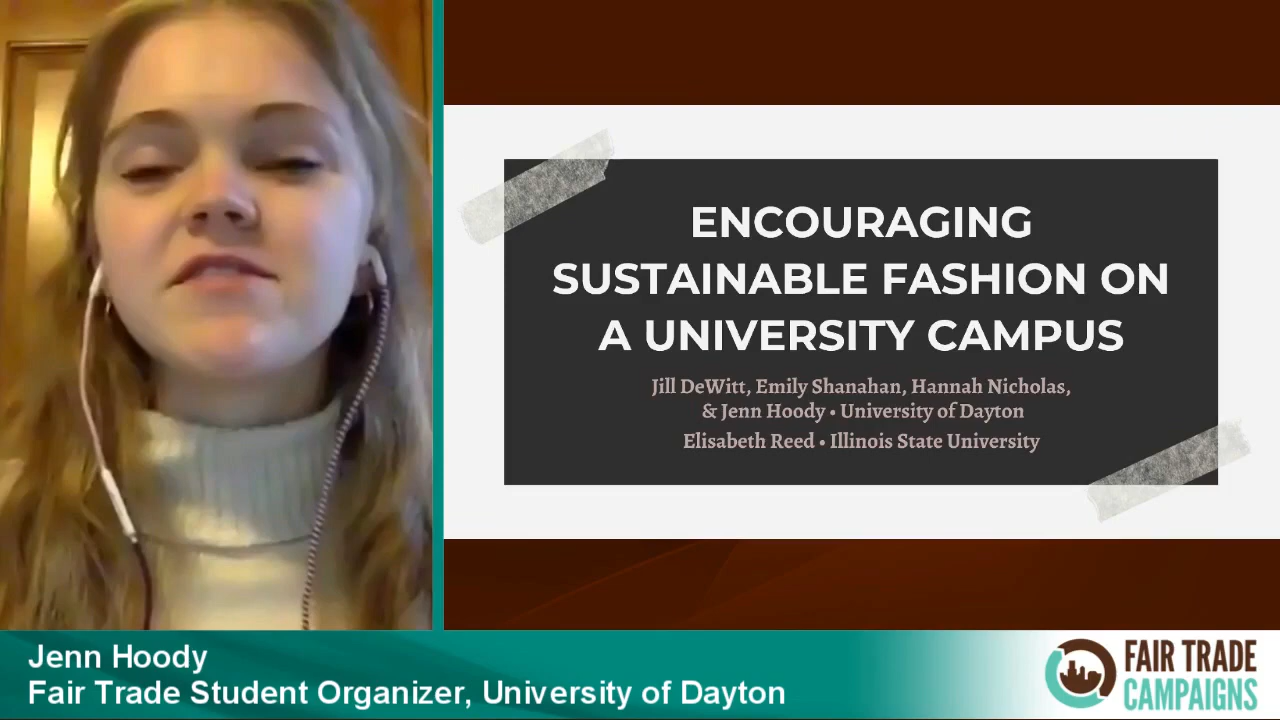 ENCOURAGING
SUSTAINABLE FASHION ON
A UNIVERSITY CAMPUS
Jill DeWitt, Emily Shanahan, Hannah Nicholas,
& Jenn Hoody • University of Dayton
Elisabeth Reed • Illinois State University
Jenn Hoody
Fair Trade Student Organizer, University of Dayton
FAIR TRADE
CAMPAIGNS